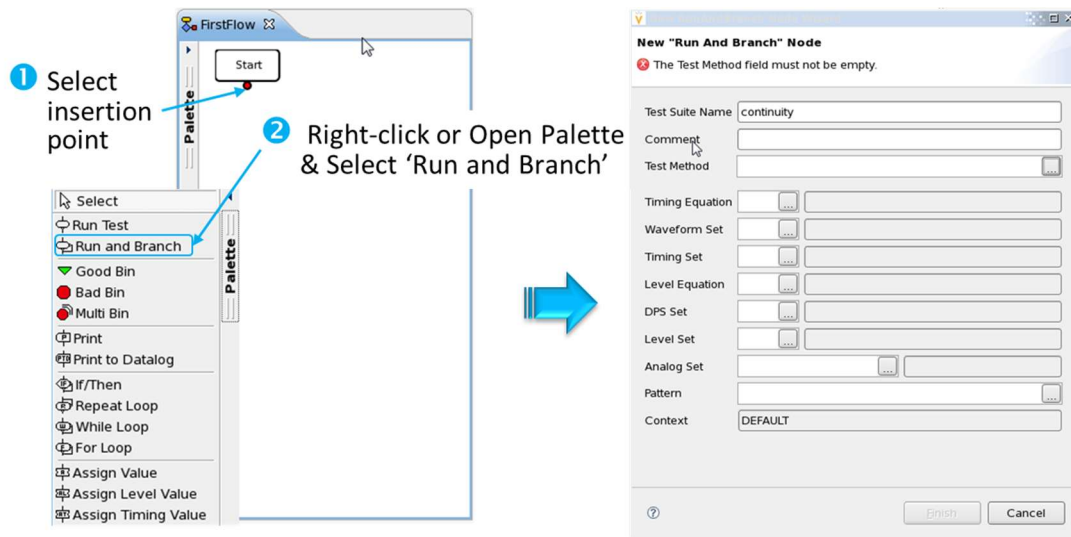 FirstFlow
Start
Palette
1 Select
insertion
point
2 Right-click or Open Palette
& Select ‘Run and Branch’
Select
Run Test
Run and Branch
Good Bin
Bad Bin
Multi Bin
Print
Print to Datalog
If/Then
Repeat Loop
While Loop
For Loop
Assign Value
Assign Level Value
Assign Timing Value
Palette
New "Run And Branch" Node
The Test Method field must not be empty.
Test Suite Name continuity
Comment
Test Method ...
Timing Equation ...
Waveform Set ...
Timing Set ...
Level Equation ...
DPS Set ...
Level Set ...
Analog Set ...
Pattern ...
Context DEFAULT
? Finish Cancel